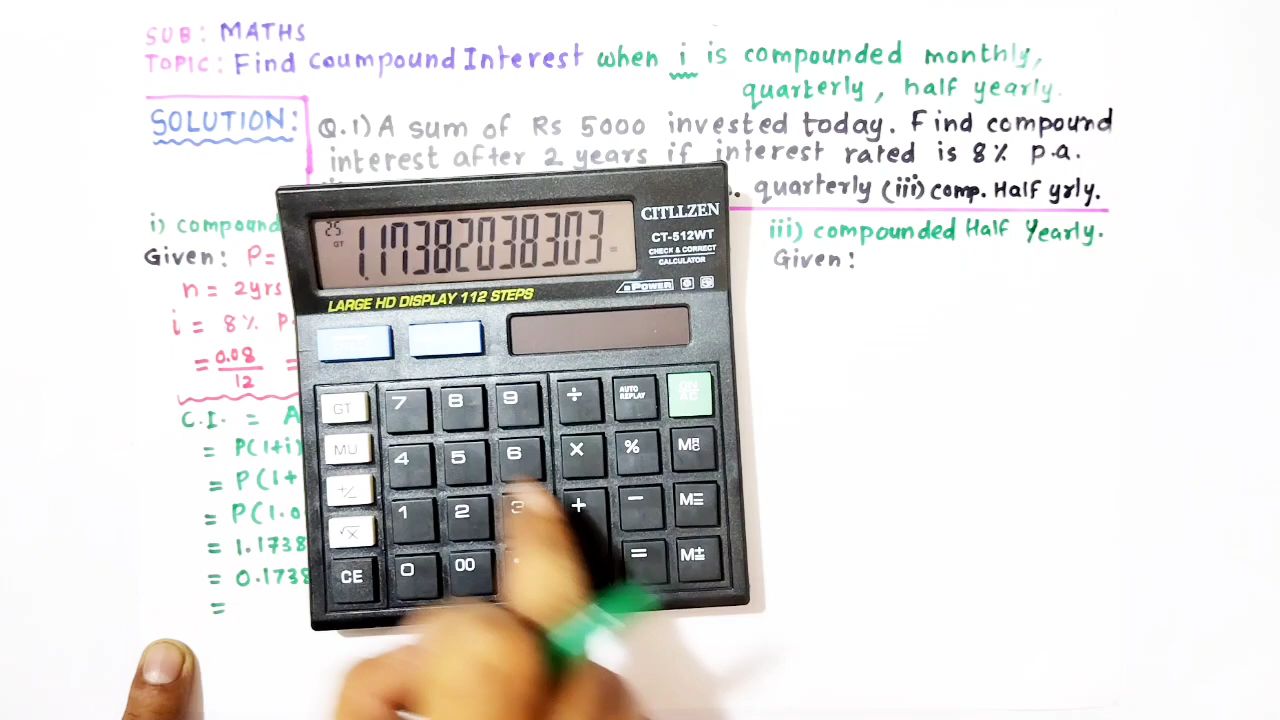 SUB: MATHS
TOPIC: Find Coumpound Interest when i is compounded monthly,
quarterly, half yearly.
SOLUTION:
Q.1) A sum of Rs 5000 invested today. Find compound
interest after 2 years if interest rated is 8% p.a.
quarterly (iii) comp. Half yrly.
i) compound
Given: P=
n = 2yrs
i = 8% P.
= 0.08
12 =
C.I. = A
= P(1+i)
= P(1+
= P(1.0
= 1.1738
= 0.1738
=
iii) compounded Half Yearly.
Given:
25
GT
1.17382038303
CITLLZEN
CT-512WT
CHECK & CORRECT
CALCULATOR
POWER
LARGE HD DISPLAY 112 STEPS
GT 7 8 9 ÷ AUTO REPLAY ON AC
MU 4 5 6 × %
+/- 1 2 3 + − M=
√x
CE 0 00 . = M±